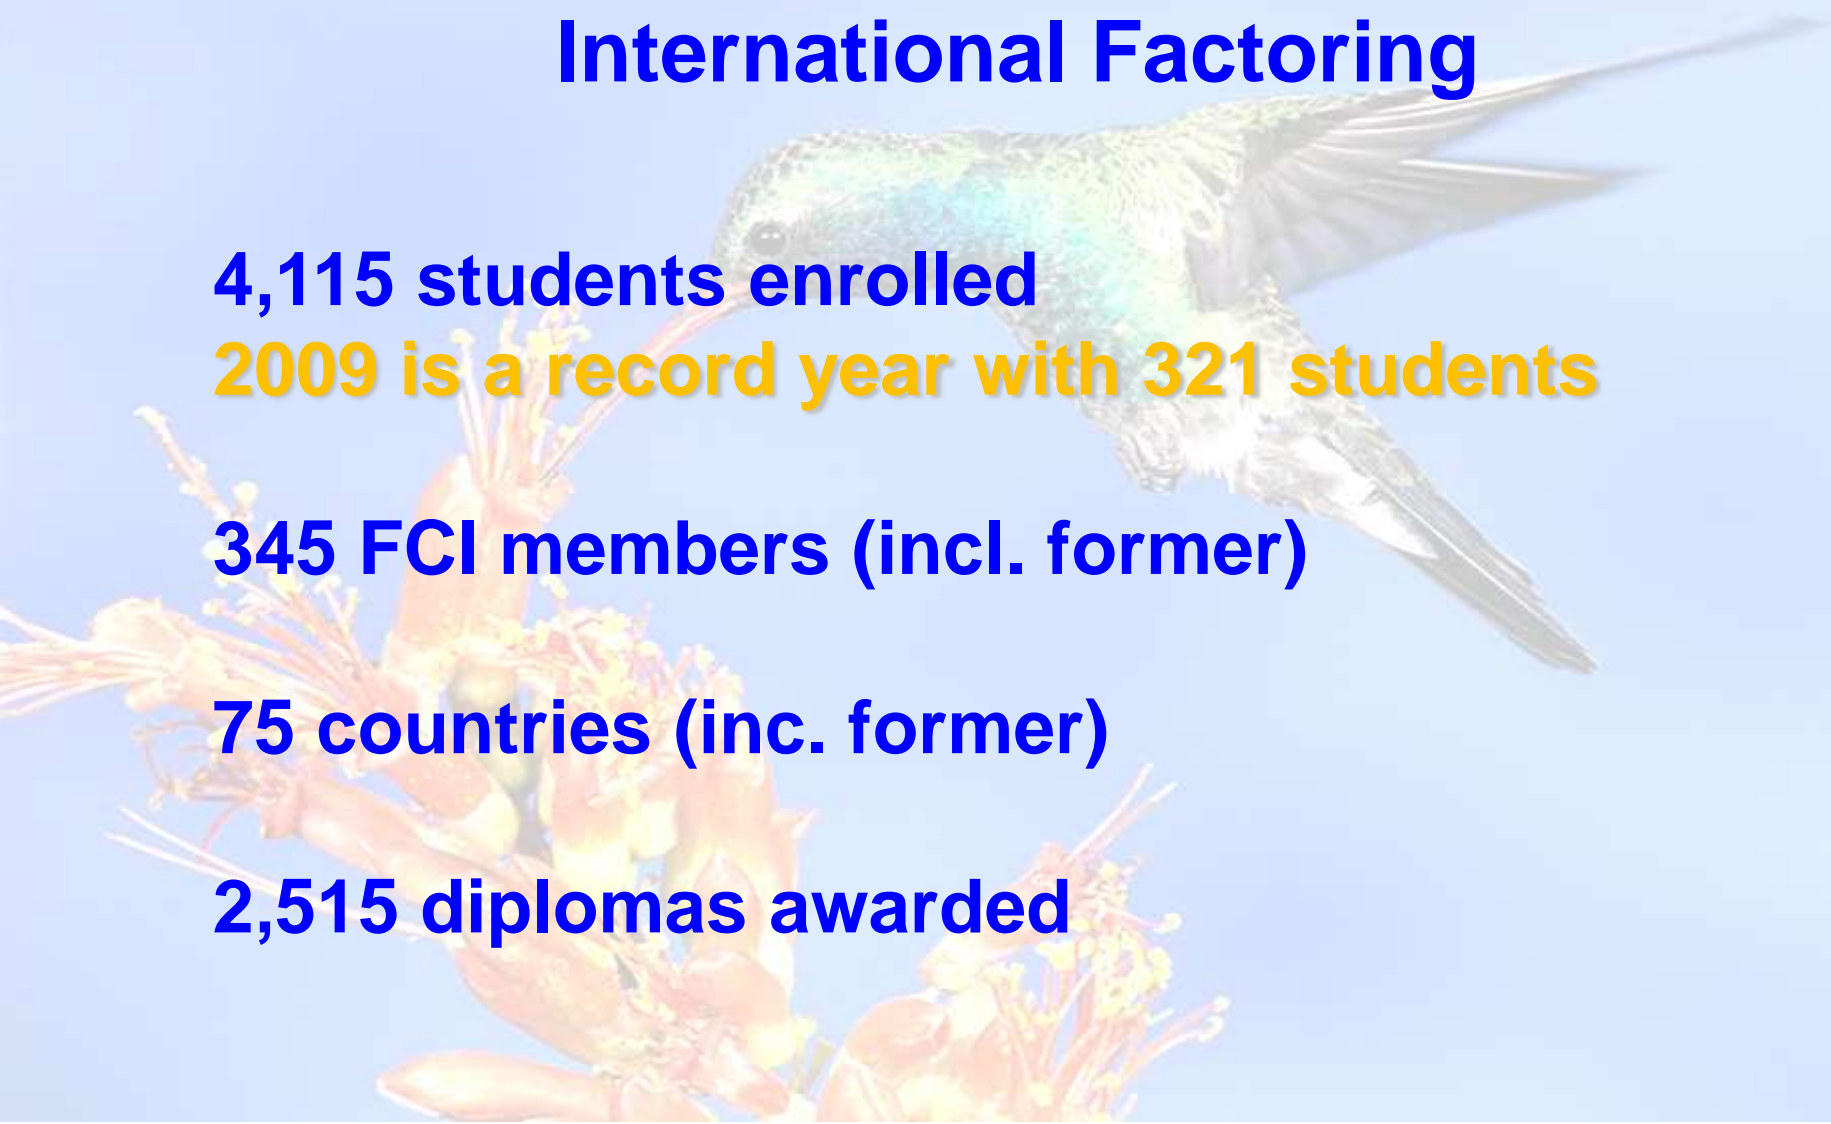 International Factoring
4,115 students enrolled
2009 is a record year with 321 students
345 FCI members (incl. former)
75 countries (inc. former)
2,515 diplomas awarded